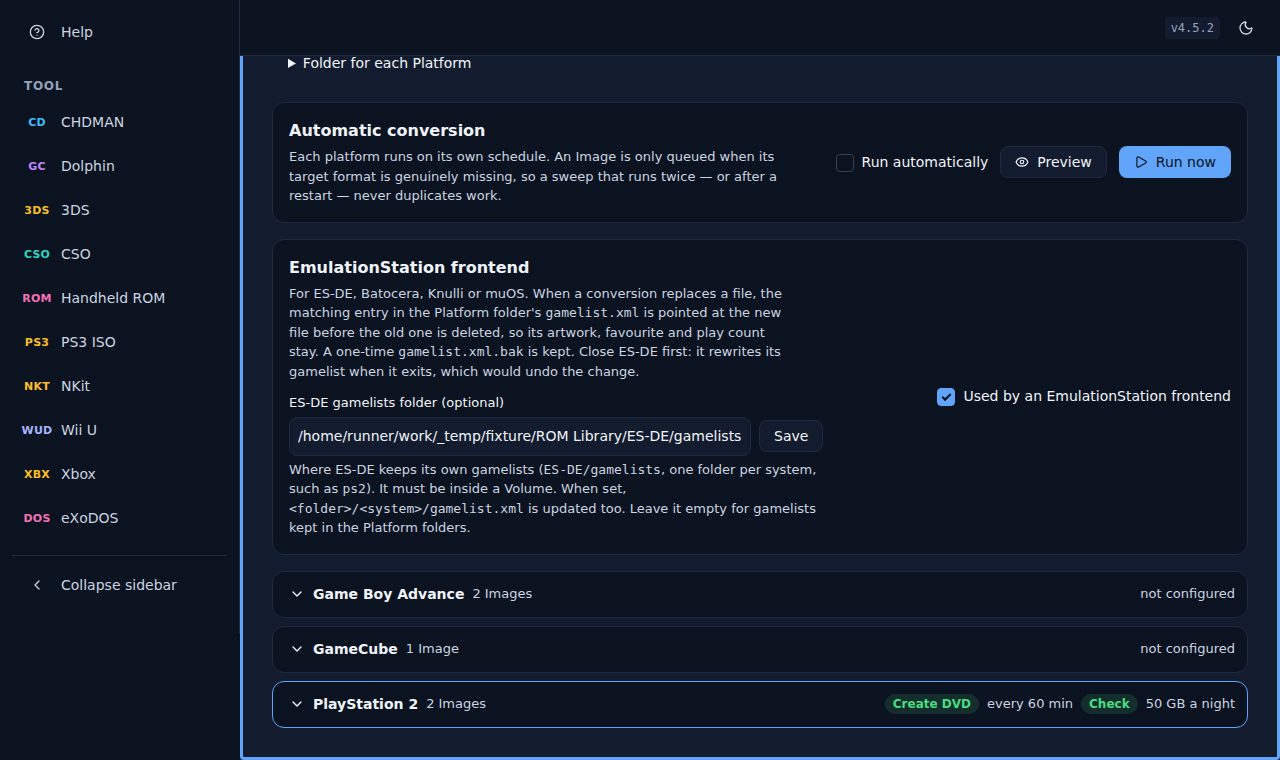 Help
TOOL
CD CHDMAN
GC Dolphin
3DS 3DS
CSO CSO
ROM Handheld ROM
PS3 PS3 ISO
NKT NKit
WUD Wii U
XBX Xbox
DOS eXoDOS
Collapse sidebar
v4.5.2
Folder for each Platform
Automatic conversion
Each platform runs on its own schedule. An Image is only queued when its
target format is genuinely missing, so a sweep that runs twice — or after a
restart — never duplicates work.
Run automatically
Preview
Run now
EmulationStation frontend
For ES-DE, Batocera, Knulli or muOS. When a conversion replaces a file, the
matching entry in the Platform folder's gamelist.xml is pointed at the new
file before the old one is deleted, so its artwork, favourite and play count
stay. A one-time gamelist.xml.bak is kept. Close ES-DE first: it rewrites its
gamelist when it exits, which would undo the change.
ES-DE gamelists folder (optional)
/home/runner/work/_temp/fixture/ROM Library/ES-DE/gamelists
Save
Where ES-DE keeps its own gamelists (ES-DE/gamelists, one folder per system,
such as ps2). It must be inside a Volume. When set,
<folder>/<system>/gamelist.xml is updated too. Leave it empty for gamelists
kept in the Platform folders.
Used by an EmulationStation frontend
Game Boy Advance 2 Images not configured
GameCube 1 Image not configured
PlayStation 2 2 Images Create DVD every 60 min Check 50 GB a night